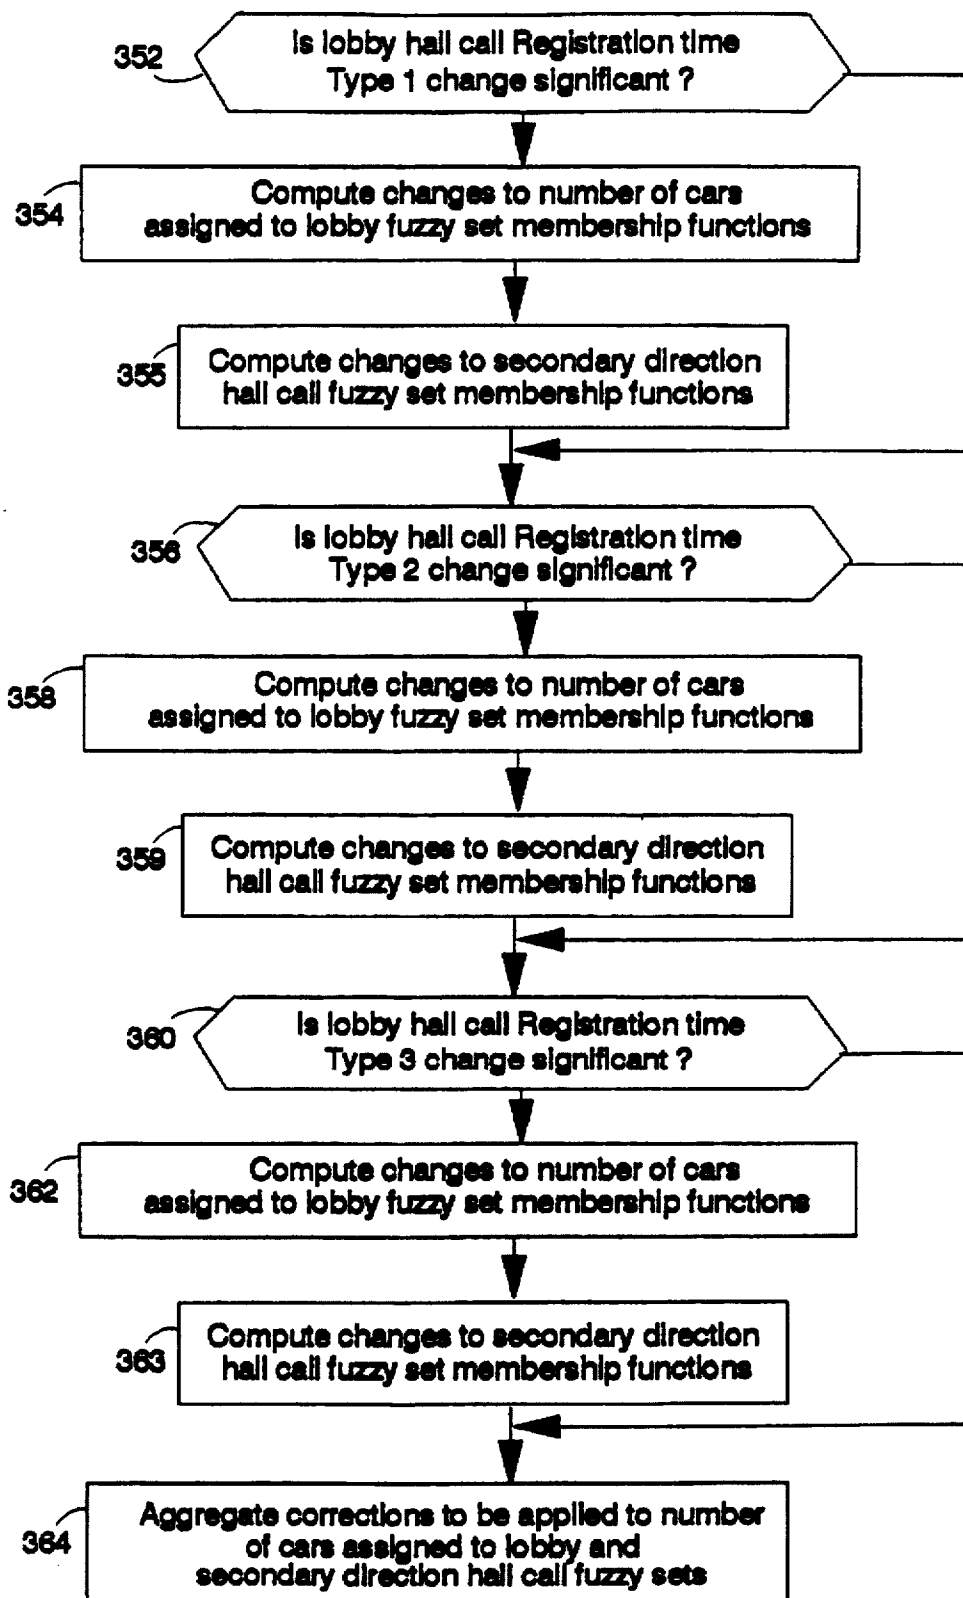 352
Is lobby hall call Registration time
Type 1 change significant ?
354
Compute changes to number of cars
assigned to lobby fuzzy set membership functions
355
Compute changes to secondary direction
hall call fuzzy set membership functions
356
Is lobby hall call Registration time
Type 2 change significant ?
358
Compute changes to number of cars
assigned to lobby fuzzy set membership functions
359
Compute changes to secondary direction
hall call fuzzy set membership functions
360
Is lobby hall call Registration time
Type 3 change significant ?
362
Compute changes to number of cars
assigned to lobby fuzzy set membership functions
363
Compute changes to secondary direction
hall call fuzzy set membership functions
364
Aggregate corrections to be applied to number
of cars assigned to lobby and
secondary direction hall call fuzzy sets